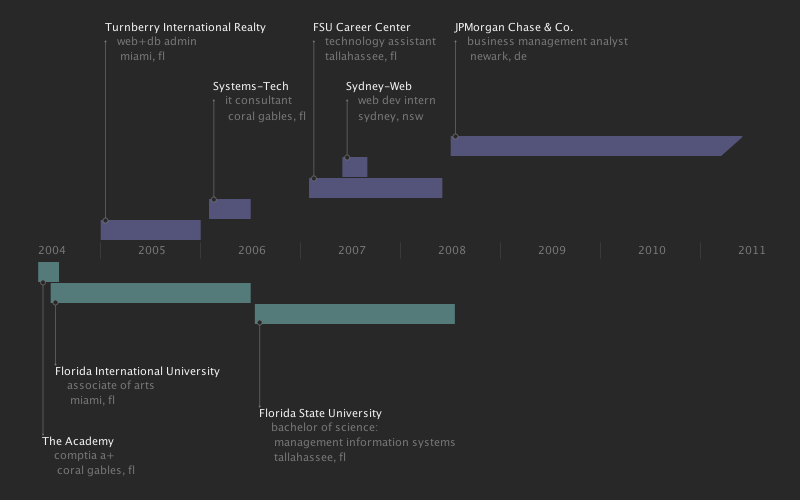 Turnberry International Realty
web+db admin
miami, fl
FSU Career Center
technology assistant
tallahassee, fl
JPMorgan Chase & Co.
business management analyst
newark, de
Systems-Tech
it consultant
coral gables, fl
Sydney-Web
web dev intern
sydney, nsw
2004 2005 2006 2007 2008 2009 2010 2011
Florida International University
associate of arts
miami, fl
Florida State University
bachelor of science:
management information systems
tallahassee, fl
The Academy
comptia a+
coral gables, fl